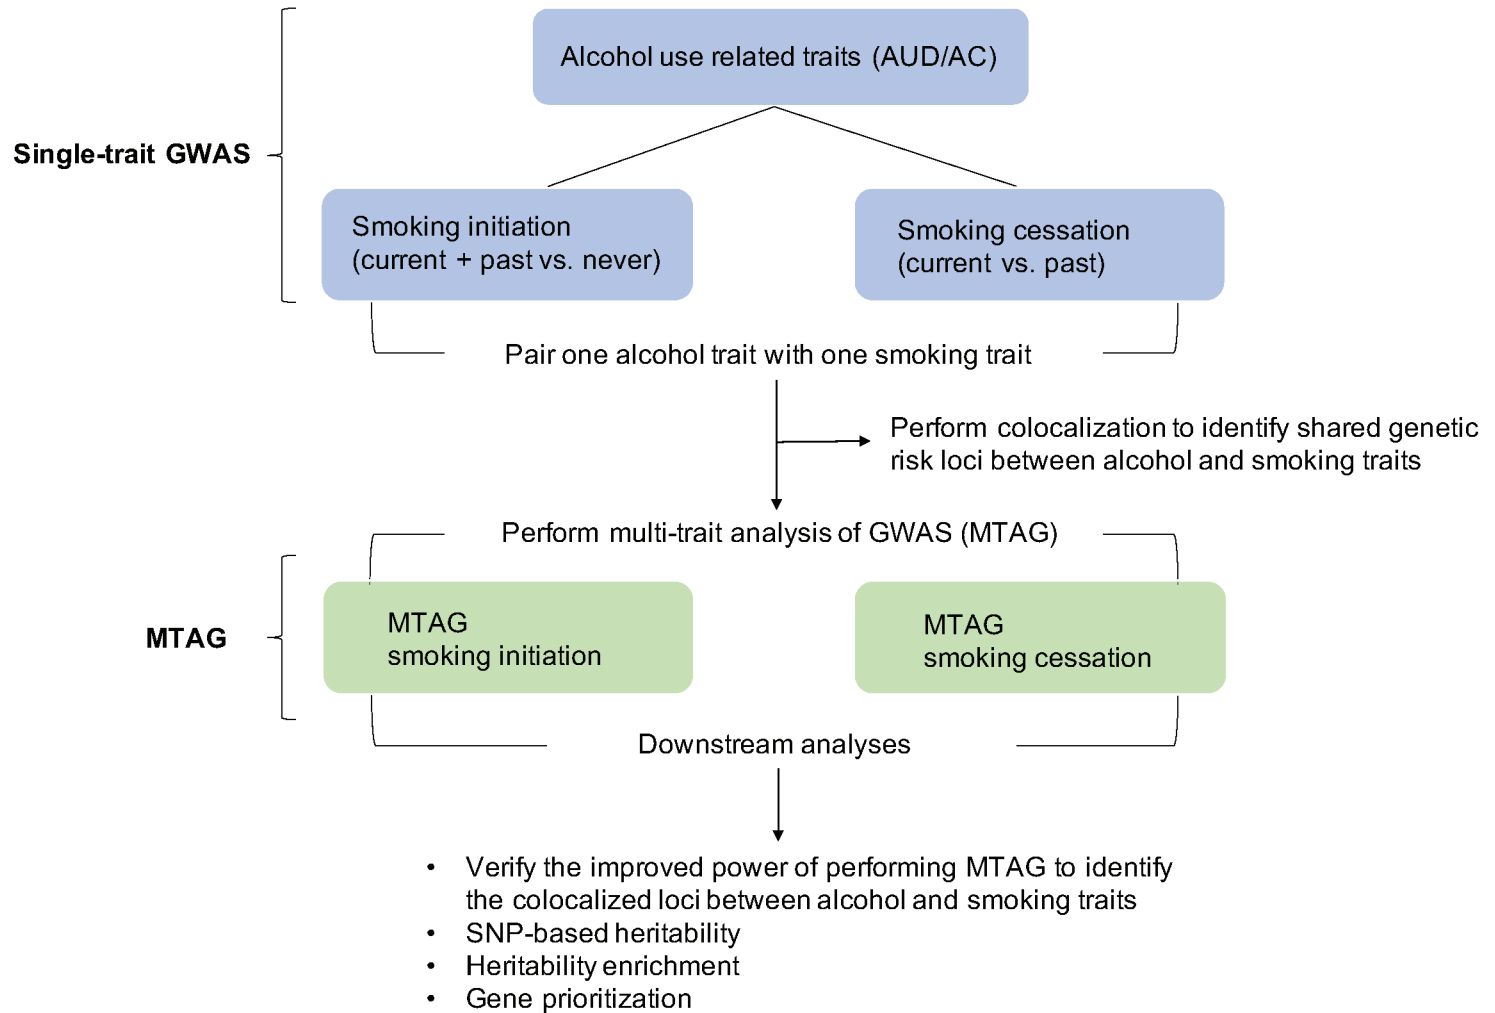 Alcohol use related traits (AUD/AC)
Single-trait GWAS
Smoking initiation
(current + past vs. never)
Smoking cessation
(current vs. past)
Pair one alcohol trait with one smoking trait
Perform colocalization to identify shared genetic
risk loci between alcohol and smoking traits
Perform multi-trait analysis of GWAS (MTAG)
MTAG
MTAG
smoking initiation
MTAG
smoking cessation
Downstream analyses
• Verify the improved power of performing MTAG to identify
the colocalized loci between alcohol and smoking traits
• SNP-based heritability
• Heritability enrichment
• Gene prioritization